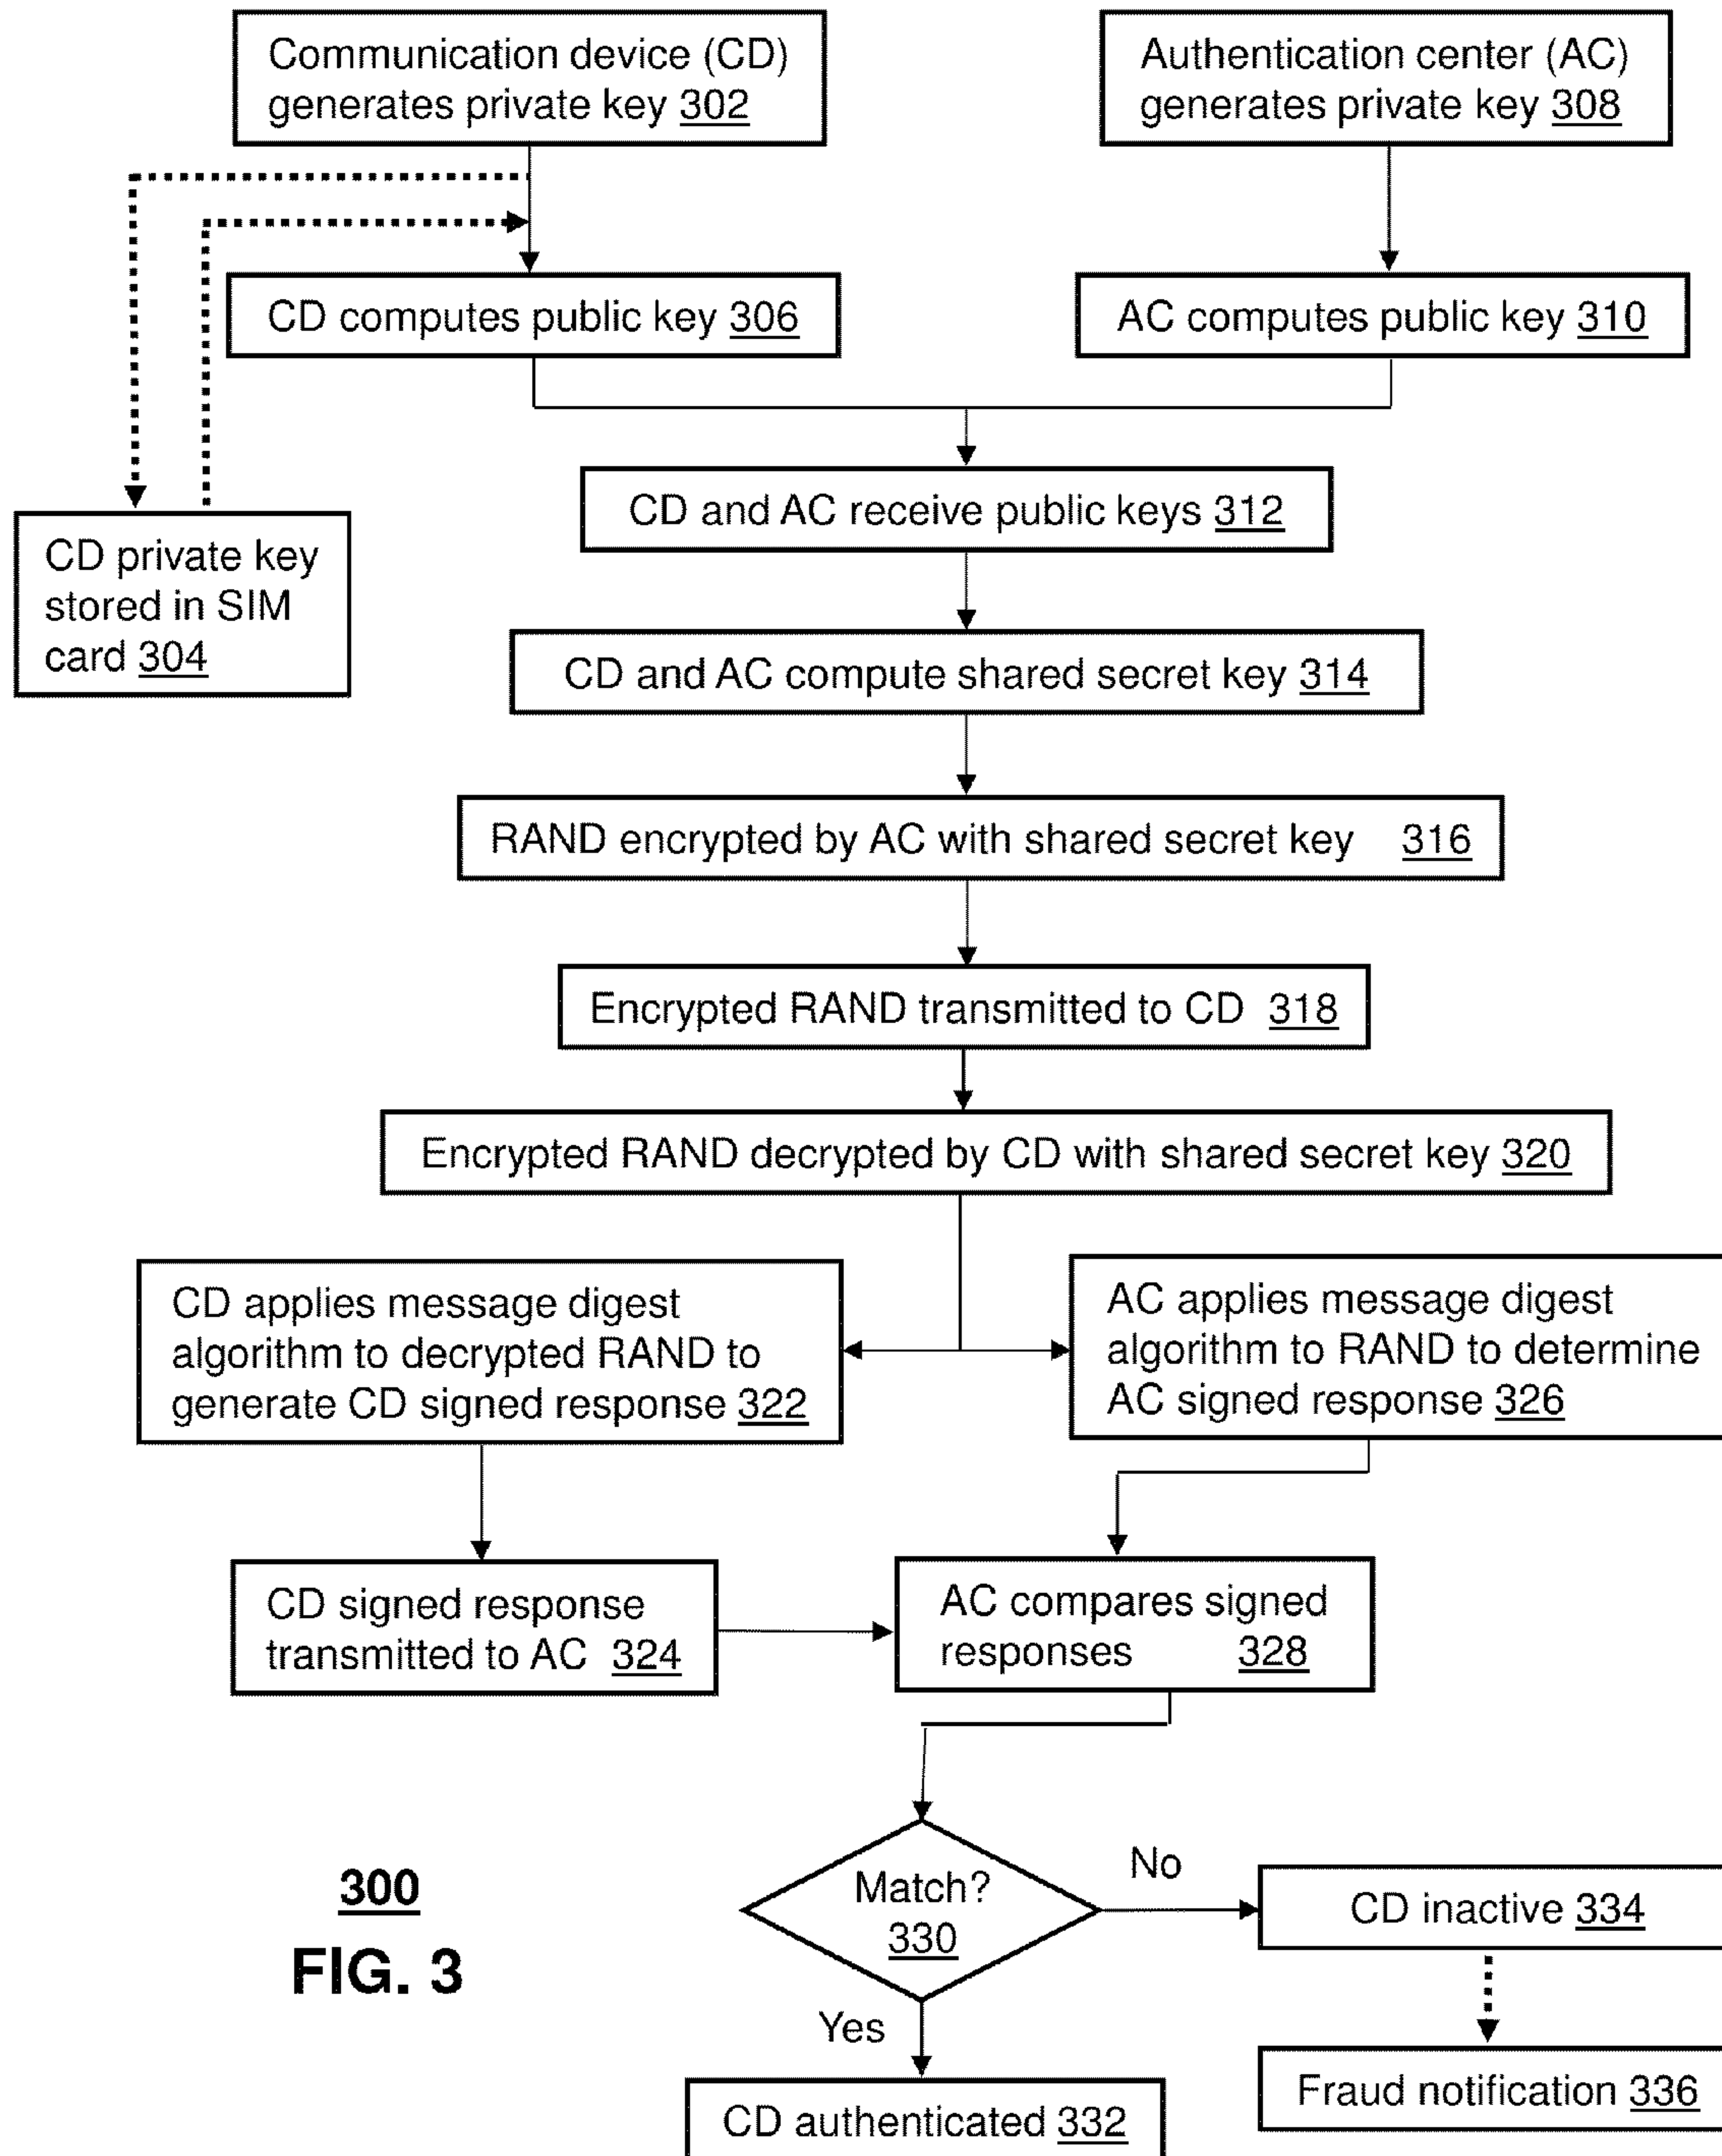 Communication device (CD)
generates private key 302
Authentication center (AC)
generates private key 308
CD computes public key 306
AC computes public key 310
CD and AC receive public keys 312
CD private key
stored in SIM
card 304
CD and AC compute shared secret key 314
RAND encrypted by AC with shared secret key 316
Encrypted RAND transmitted to CD 318
Encrypted RAND decrypted by CD with shared secret key 320
CD applies message digest
algorithm to decrypted RAND to
generate CD signed response 322
AC applies message digest
algorithm to RAND to determine
AC signed response 326
CD signed response
transmitted to AC 324
AC compares signed
responses 328
Match?
330
No
CD inactive 334
Yes
Fraud notification 336
CD authenticated 332
300
FIG. 3